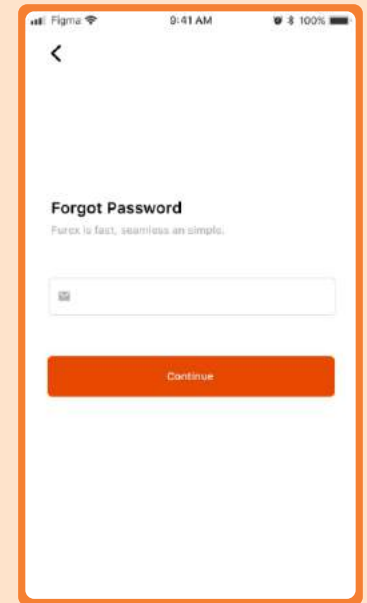 Figma 9:41 AM 100%
Forgot Password
Furex is fast, seamless an simple.
Continue